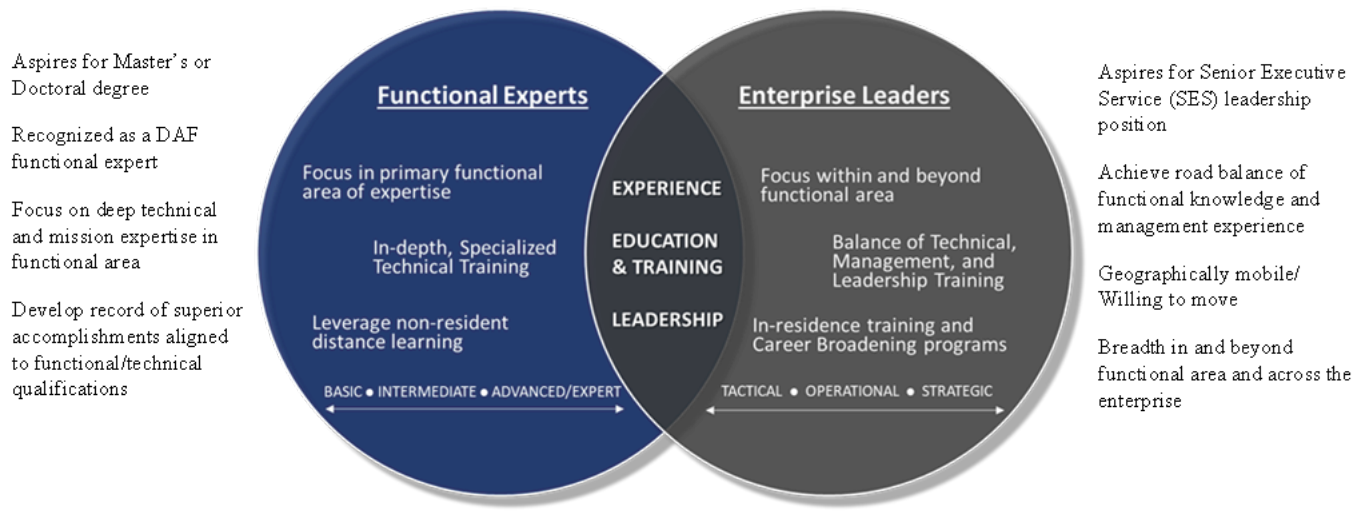 Aspires for Master's or
Doctoral degree
Recognized as a DAF
functional expert
Focus on deep technical
and mission expertise in
functional area
Develop record of superior
accomplishments aligned
to functional/technical
qualifications
Functional Experts
Focus in primary functional
area of expertise
In-depth, Specialized
Technical Training
Leverage non-resident
distance learning
BASIC ● INTERMEDIATE ● ADVANCED/EXPERT
EXPERIENCE
EDUCATION
& TRAINING
LEADERSHIP
Enterprise Leaders
Focus within and beyond
functional area
Balance of Technical,
Management, and
Leadership Training
In-residence training and
Career Broadening programs
TACTICAL ● OPERATIONAL ● STRATEGIC
Aspires for Senior Executive
Service (SES) leadership
position
Achieve road balance of
functional knowledge and
management experience
Geographically mobile/
Willing to move
Breadth in and beyond
functional area and across the
enterprise